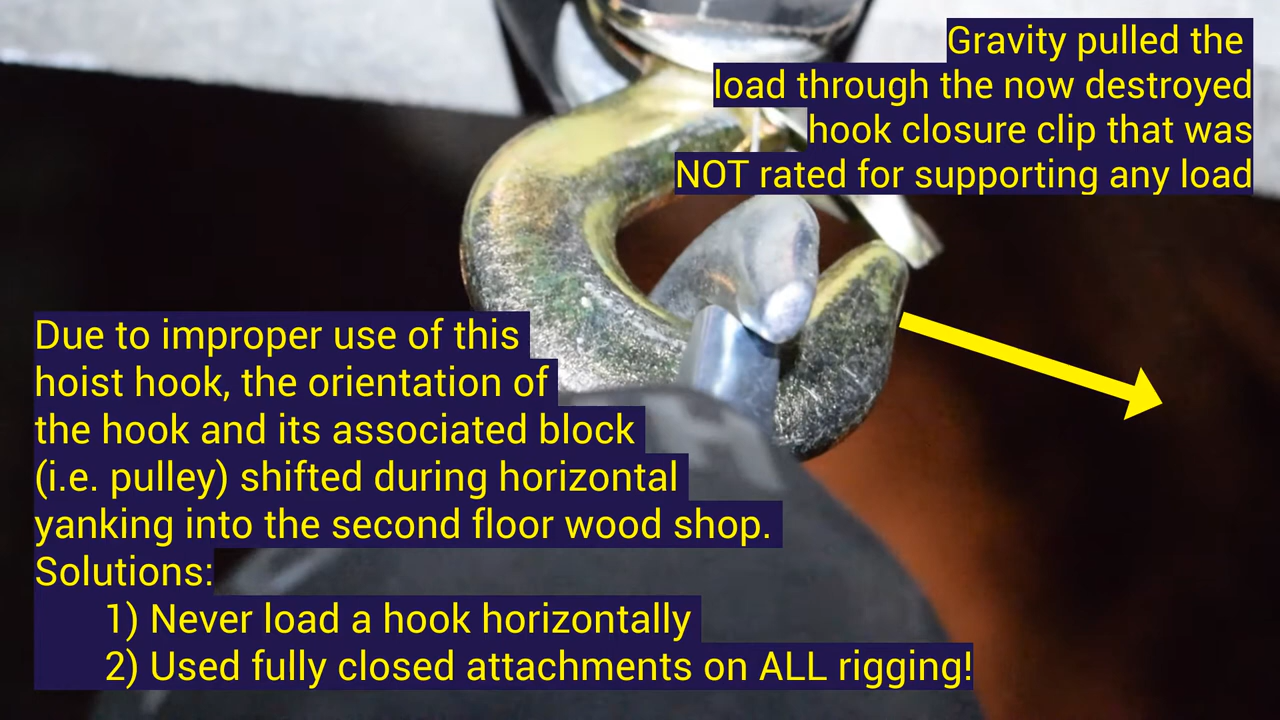 Gravity pulled the
load through the now destroyed
hook closure clip that was
NOT rated for supporting any load
Due to improper use of this
hoist hook, the orientation of
the hook and its associated block
(i.e. pulley) shifted during horizontal
yanking into the second floor wood shop.
Solutions:
1) Never load a hook horizontally
2) Used fully closed attachments on ALL rigging!